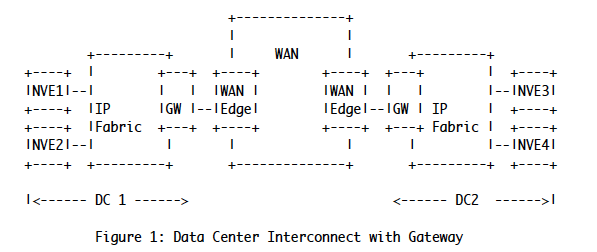 +--------------+
                          |              |
        +---------+       |     WAN      |        +---------+
+----+  |        +---+  +----+        +----+  +---+         |  +----+
|NVE1|--|        |   |  |WAN |        |WAN |  |   |         |--|NVE3|
+----+  |IP      |GW |--|Edge|        |Edge|--|GW | IP      |  +----+
+----+  |Fabric  +---+  +----+        +----+  +---+ Fabric  |  +----+
|NVE2|--|         |       |              |        |         |--|NVE4|
+----+  +---------+       +--------------+        +---------+  +----+
|<------ DC 1 ------>                          <------ DC2  ------>|
Figure 1: Data Center Interconnect with Gateway